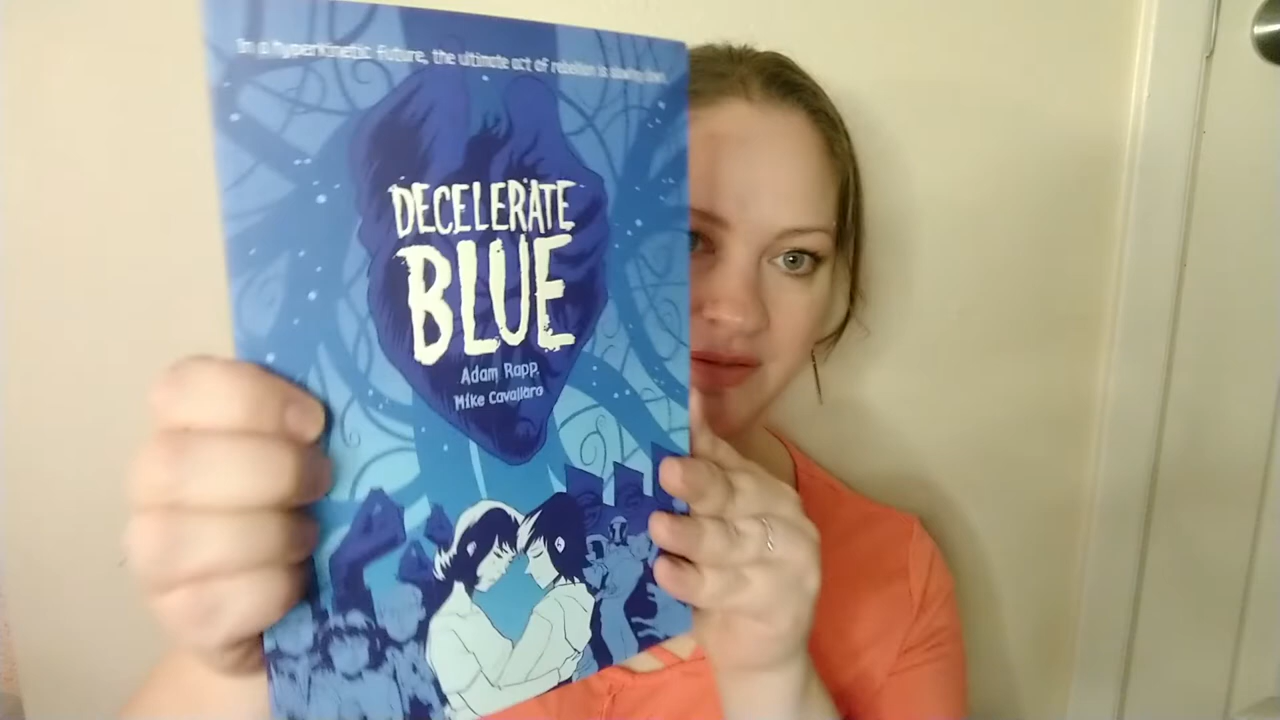 In a hyperkinetic future, the ultimate act of rebellion is slowing down.
DECELERATE
BLUE
Adam Rapp
Mike Cavallaro